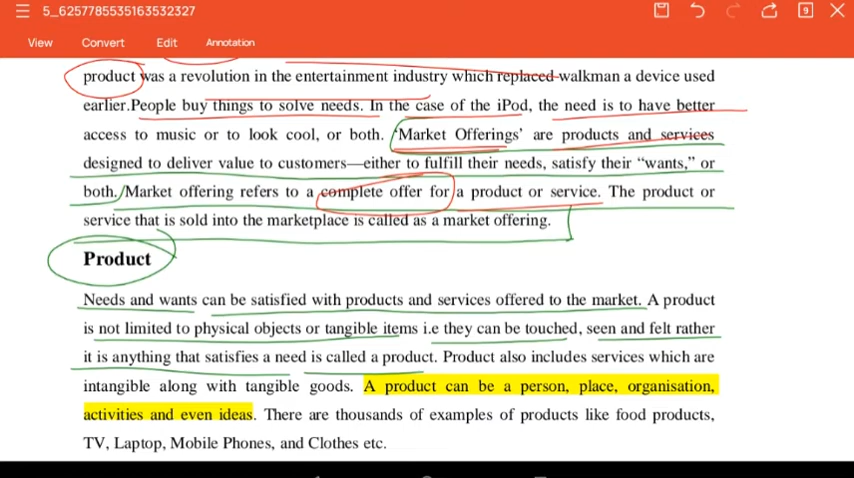 5_6257785535163532327
9
View Convert Edit Annotation
product was a revolution in the entertainment industry which replaced walkman a device used
earlier.People buy things to solve needs. In the case of the iPod, the need is to have better
access to music or to look cool, or both. ‘Market Offerings’ are products and services
designed to deliver value to customers—either to fulfill their needs, satisfy their “wants,” or
both. Market offering refers to a complete offer for a product or service. The product or
service that is sold into the marketplace is called as a market offering.
Product
Needs and wants can be satisfied with products and services offered to the market. A product
is not limited to physical objects or tangible items i.e they can be touched, seen and felt rather
it is anything that satisfies a need is called a product. Product also includes services which are
intangible along with tangible goods. A product can be a person, place, organisation,
activities and even ideas. There are thousands of examples of products like food products,
TV, Laptop, Mobile Phones, and Clothes etc.